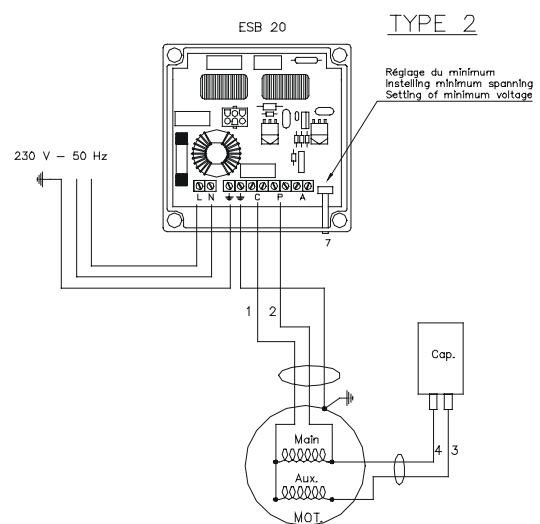 ESB 20
TYPE 2
Réglage du minimum
Instelling minimum spanning
Setting of minimum voltage
230 V – 50 Hz
L N C P A
7
1 2
Cap.
4 3
Main
Aux.
MOT.